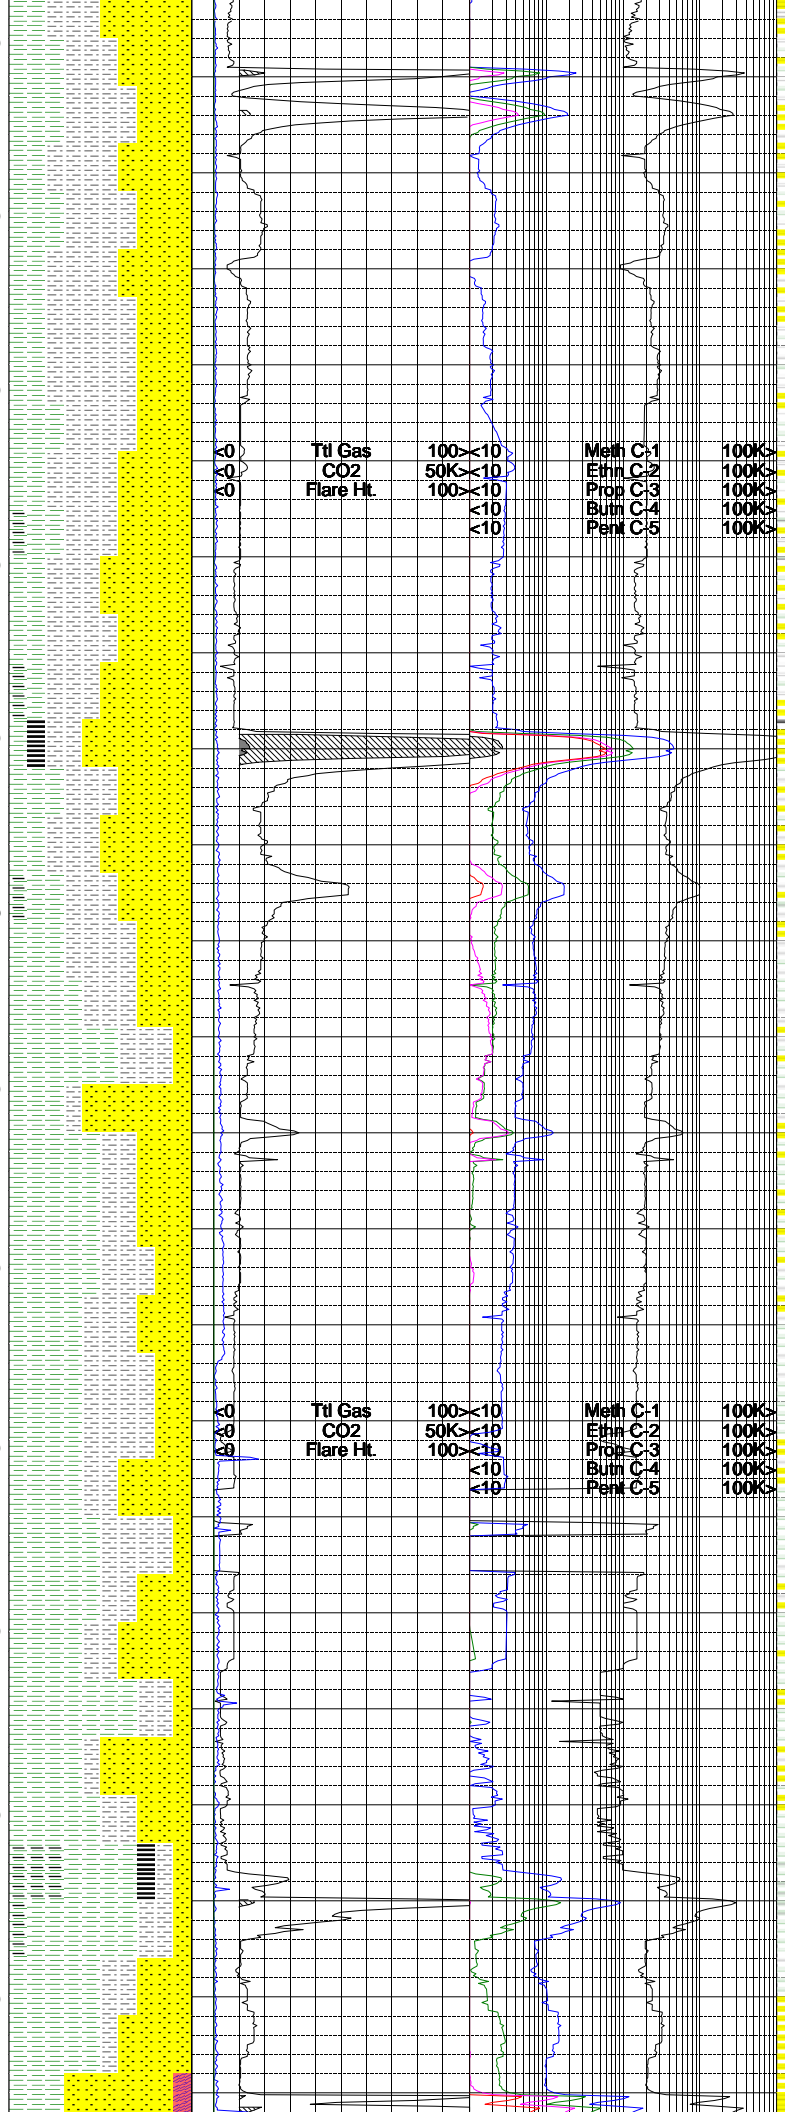 <0 Ttl Gas 100> <10 Meth C-1 100K>
<0 CO2 50K> <10 Ethn C-2 100K>
<0 Flare Ht. 100> <10 Prop C-3 100K>
<10 Butn C-4 100K>
<10 Pent C-5 100K>
<0 Ttl Gas 100> <10 Meth C-1 100K>
<0 CO2 50K> <10 Ethn C-2 100K>
<0 Flare Ht. 100> <10 Prop C-3 100K>
<10 Butn C-4 100K>
<10 Pent C-5 100K>